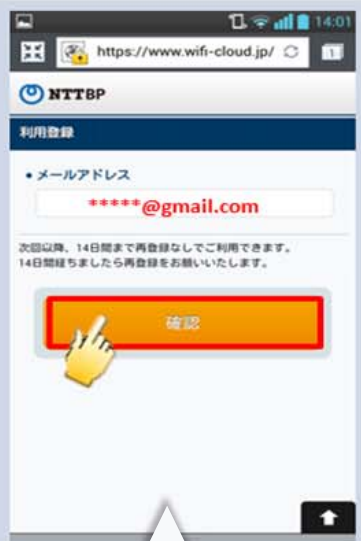 14:01
https://www.wifi-cloud.jp/
1
NTTBP
利用登録
• メールアドレス
*****@gmail.com
次回以降、14日間まで再登録なしでご利用できます。
14日間経ちましたら再登録をお願いいたします。
確認